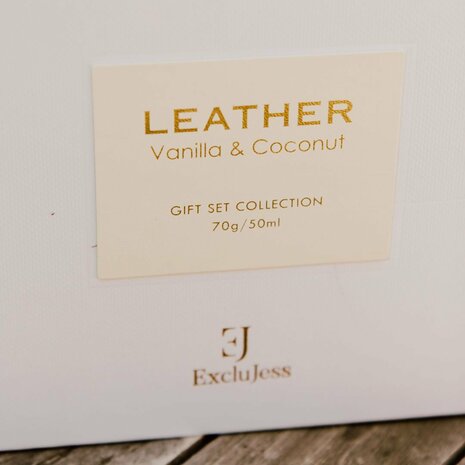 LEATHER
Vanilla & Coconut
GIFT SET COLLECTION
70g/50ml
EJ
ExcluJess